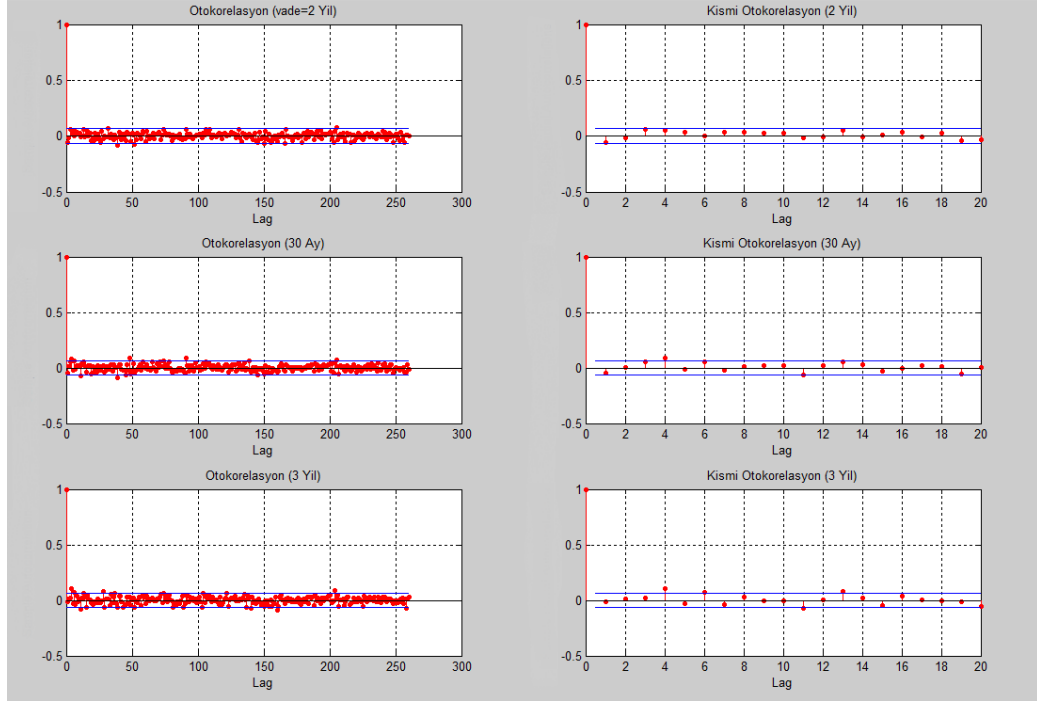 Otokorelasyon (vade=2 Yil)
1
0.5
0
-0.5
0 50 100 150 200 250 300
Lag
Kismi Otokorelasyon (2 Yil)
1
0.5
0
-0.5
0 2 4 6 8 10 12 14 16 18 20
Lag
Otokorelasyon (30 Ay)
1
0.5
0
-0.5
0 50 100 150 200 250 300
Lag
Kismi Otokorelasyon (30 Ay)
1
0.5
0
-0.5
0 2 4 6 8 10 12 14 16 18 20
Lag
Otokorelasyon (3 Yil)
1
0.5
0
-0.5
0 50 100 150 200 250 300
Lag
Kismi Otokorelasyon (3 Yil)
1
0.5
0
-0.5
0 2 4 6 8 10 12 14 16 18 20
Lag